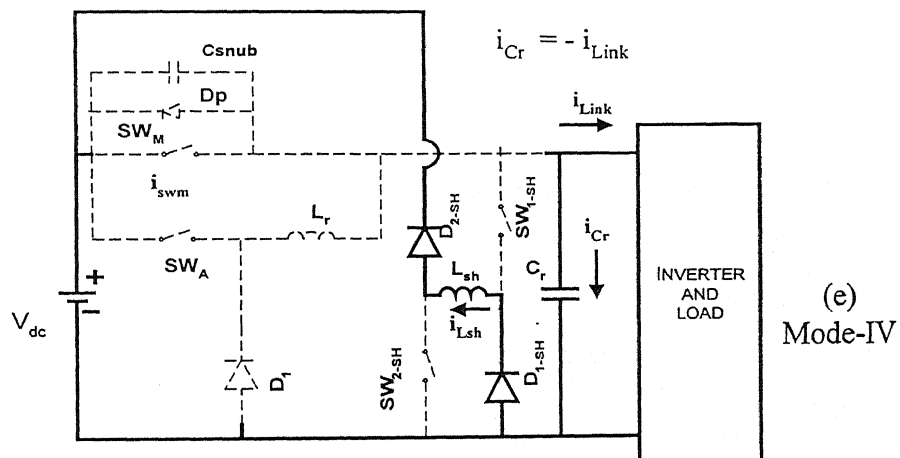 i_Cr = - i_Link
Csnub
Dp
SW_M
i_swm
i_Link
SW_1-SH
L_r
D_2-SH
SW_A
i_Cr
L_sh
C_r
INVERTER
AND
LOAD
+
-
V_dc
i_Lsh
D_1
SW_2-SH
D_1-SH
(e)
Mode-IV